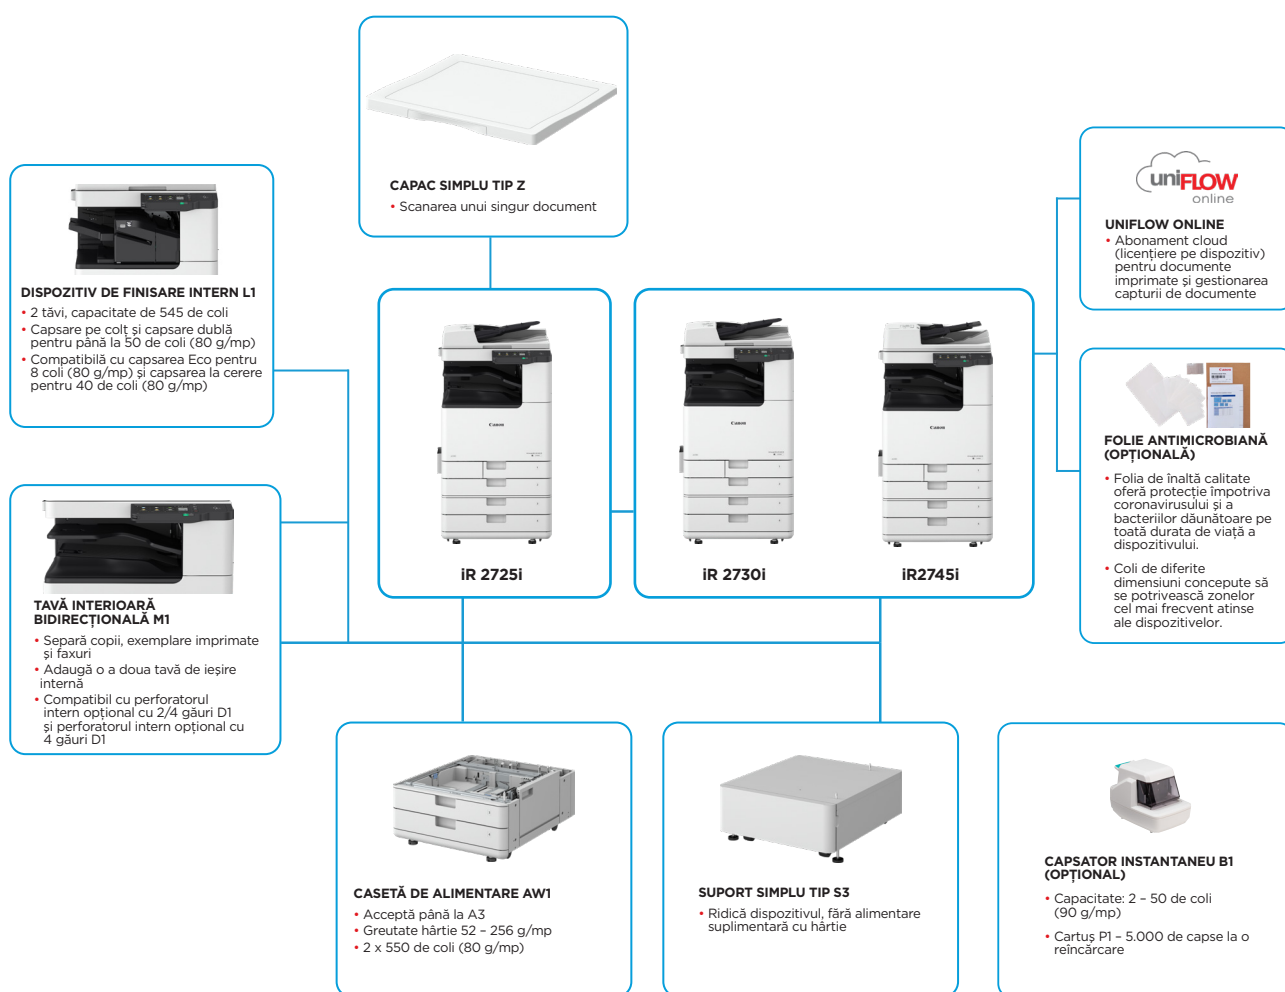 CAPAC SIMPLU TIP Z
• Scanarea unui singur document
uniFLOW
online
UNIFLOW ONLINE
• Abonament cloud
(licențiere pe dispozitiv)
pentru documente
imprimate și gestionarea
capturii de documente
DISPOZITIV DE FINISARE INTERN L1
• 2 tăvi, capacitate de 545 de coli
• Capsare pe colț și capsare dublă
pentru până la 50 de coli (80 g/mp)
• Compatibilă cu capsarea Eco pentru
8 coli (80 g/mp) și capsarea la cerere
pentru 40 de coli (80 g/mp)
Canon
Canon
Canon
iR 2725i
iR 2730i
iR2745i
FOLIE ANTIMICROBIANĂ
(OPȚIONALĂ)
• Folia de înaltă calitate
oferă protecție împotriva
coronavirusului și a
bacteriilor dăunătoare pe
toată durata de viață a
dispozitivului.
• Coli de diferite
dimensiuni concepute să
se potrivească zonelor
cel mai frecvent atinse
ale dispozitivelor.
TAVĂ INTERIOARĂ
BIDIRECȚIONALĂ M1
• Separă copii, exemplare imprimate
și faxuri
• Adaugă o a doua tavă de ieșire
internă
• Compatibil cu perforatorul
intern opțional cu 2/4 găuri D1
și perforatorul intern opțional cu
4 găuri D1
CASETĂ DE ALIMENTARE AW1
• Acceptă până la A3
• Greutate hârtie 52 – 256 g/mp
• 2 x 550 de coli (80 g/mp)
SUPORT SIMPLU TIP S3
• Ridică dispozitivul, fără alimentare
suplimentară cu hârtie
CAPSATOR INSTANTANEU B1
(OPȚIONAL)
• Capacitate: 2 – 50 de coli
(90 g/mp)
• Cartuș P1 – 5.000 de capse la o
reîncărcare